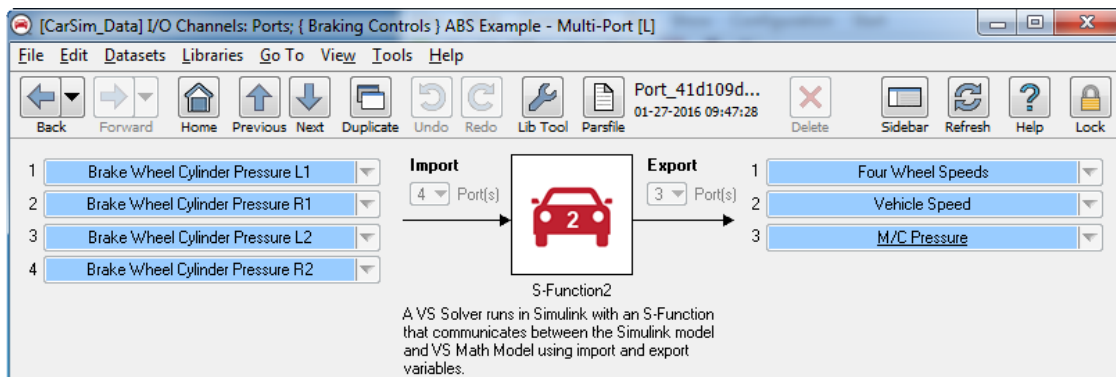 [CarSim_Data] I/O Channels: Ports; { Braking Controls } ABS Example - Multi-Port [L]
File Edit Datasets Libraries Go To View Tools Help
Port_41d109d...
01-27-2016 09:47:28
Back Forward Home Previous Next Duplicate Undo Redo Lib Tool Parsfile Delete Sidebar Refresh Help Lock
Import Export
1 Brake Wheel Cylinder Pressure L1 4 Port(s) 3 Port(s) 1 Four Wheel Speeds
2 Brake Wheel Cylinder Pressure R1 2 2 Vehicle Speed
3 Brake Wheel Cylinder Pressure L2 3 M/C Pressure
4 Brake Wheel Cylinder Pressure R2
S-Function2
A VS Solver runs in Simulink with an S-Function
that communicates between the Simulink model
and VS Math Model using import and export
variables.